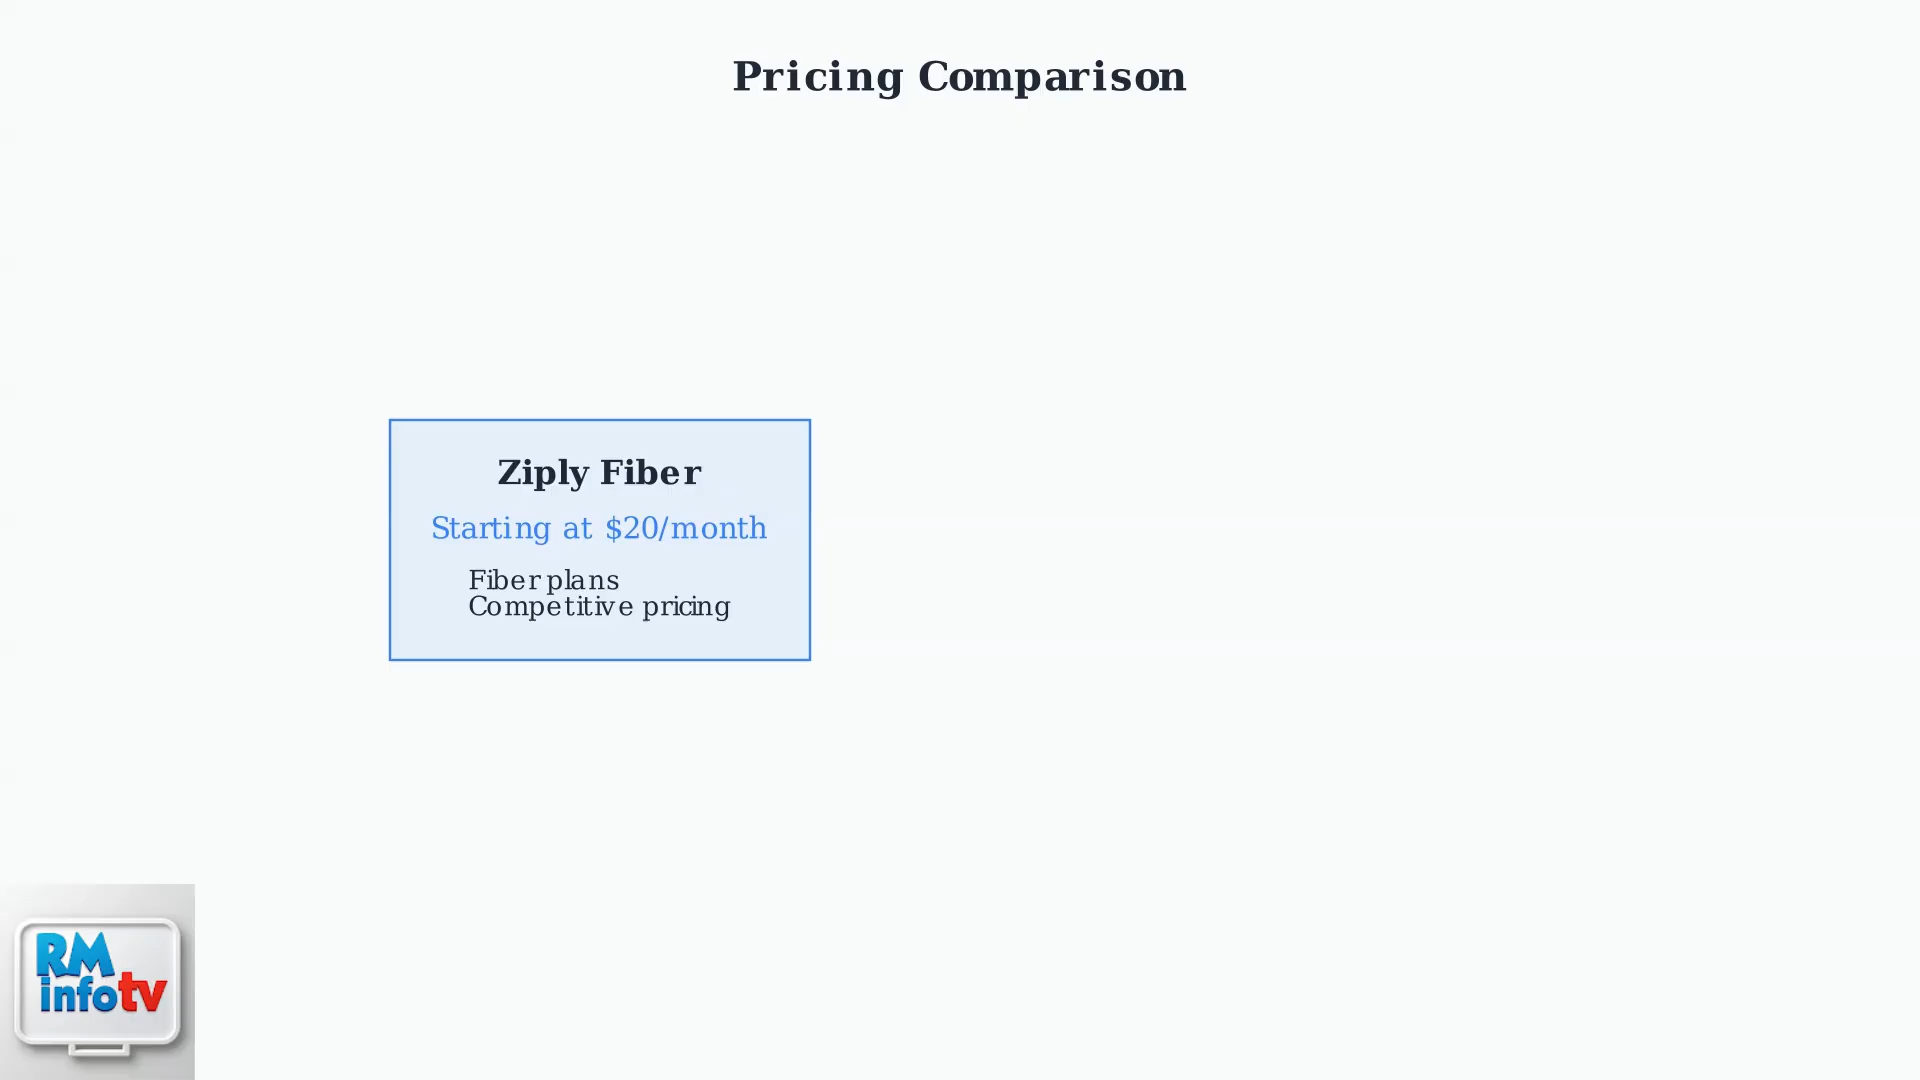 Pricing Comparison
Ziply Fiber
Starting at $20/month
Fiber plans
Competitive pricing
RM
infotv